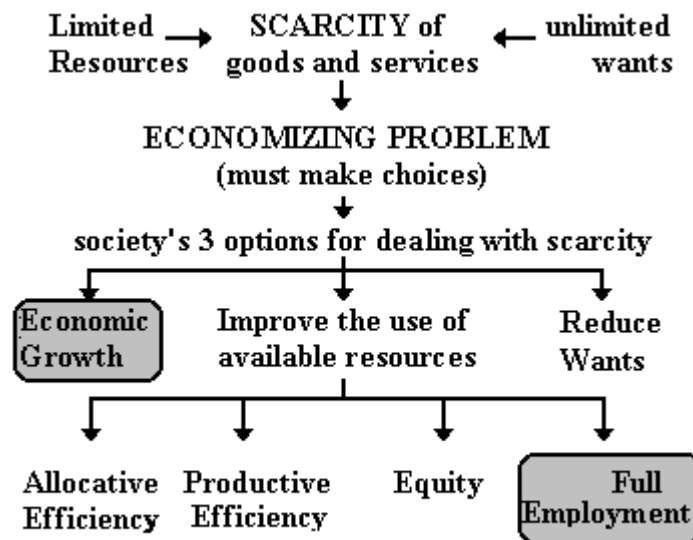 Limited
Resources
SCARCITY of
goods and services
unlimited
wants
ECONOMIZING PROBLEM
(must make choices)
society's 3 options for dealing with scarcity
Economic
Growth
Improve the use of
available resources
Reduce
Wants
Allocative
Efficiency
Productive
Efficiency
Equity
Full
Employment